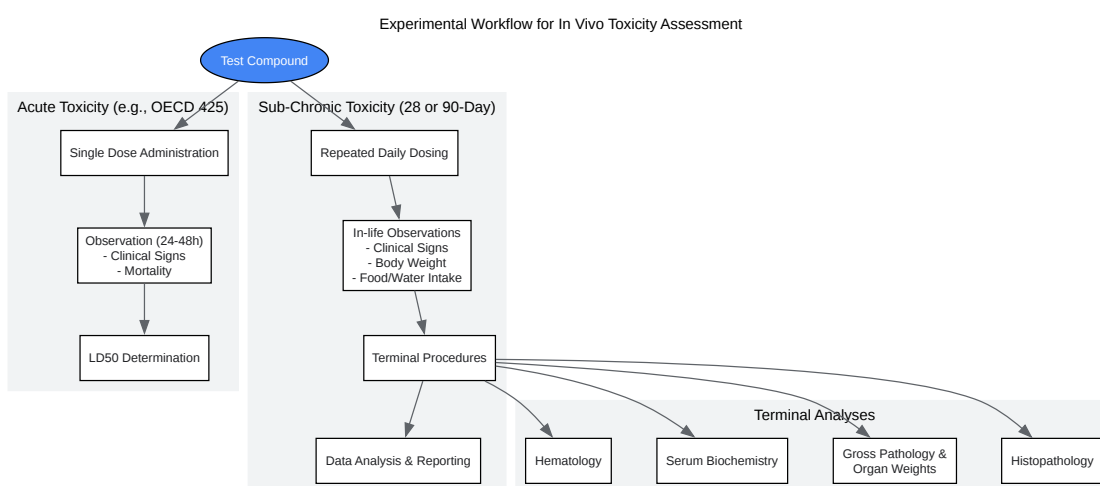 Experimental Workflow for In Vivo Toxicity Assessment
Test Compound
Acute Toxicity (e.g., OECD 425)
Sub-Chronic Toxicity (28 or 90-Day)
Single Dose Administration
Repeated Daily Dosing
Observation (24-48h)
- Clinical Signs
- Mortality
In-life Observations
- Clinical Signs
- Body Weight
- Food/Water Intake
LD50 Determination
Terminal Procedures
Terminal Analyses
Data Analysis & Reporting
Hematology
Serum Biochemistry
Gross Pathology &
Organ Weights
Histopathology